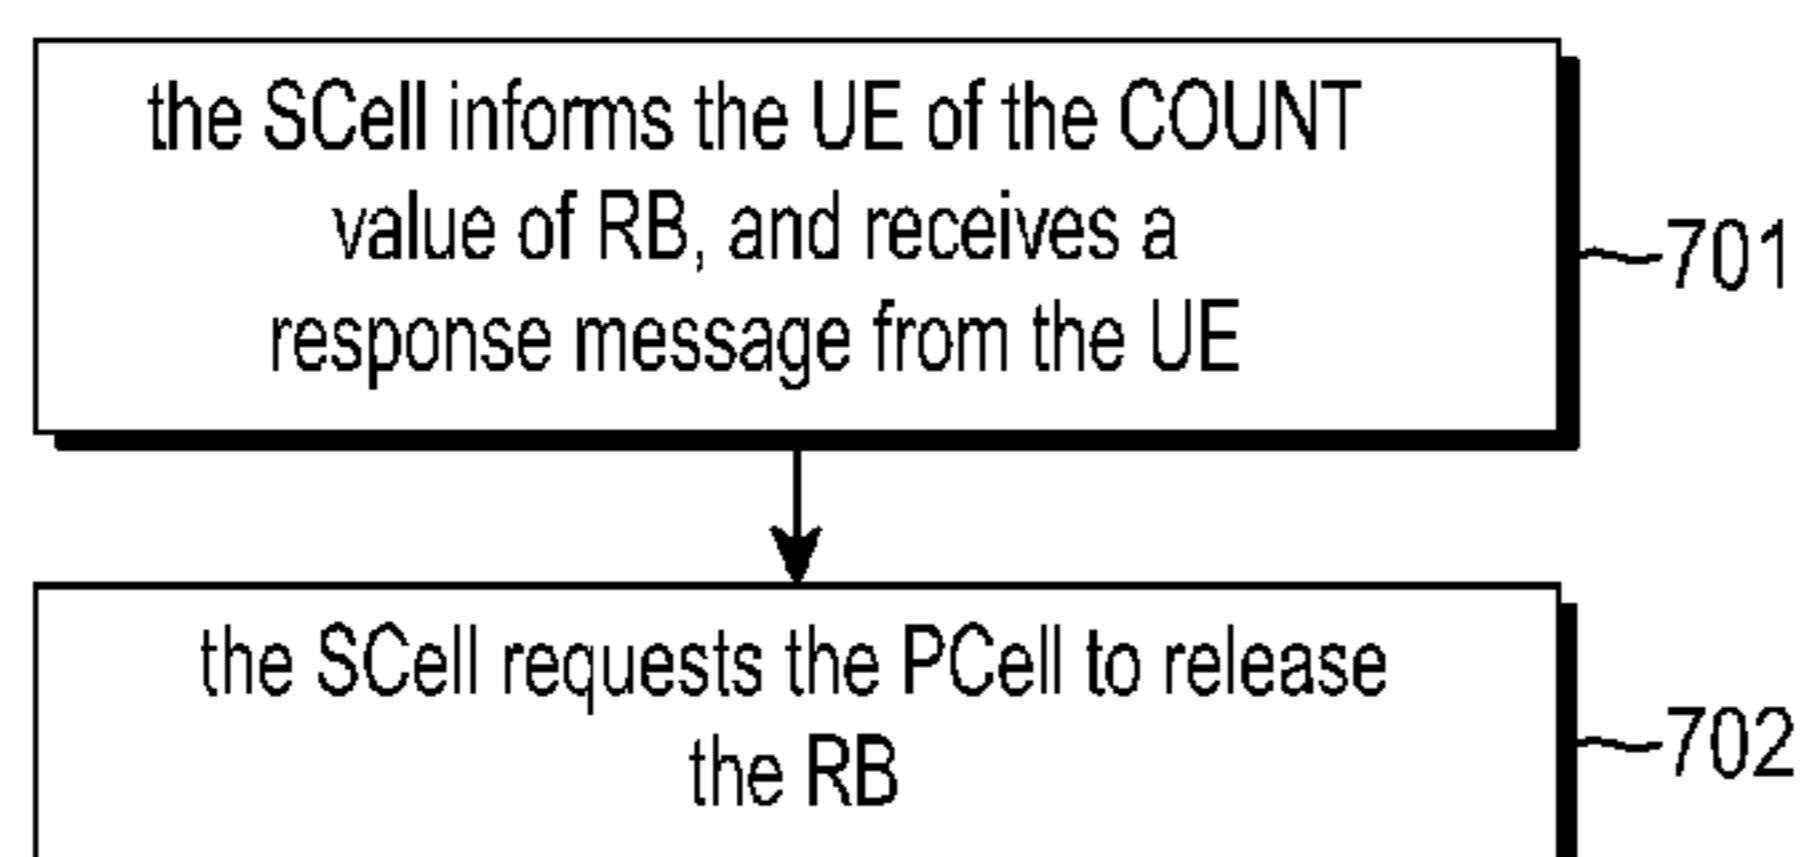 the SCell informs the UE of the COUNT
value of RB, and receives a
response message from the UE
701
the SCell requests the PCell to release
the RB
702